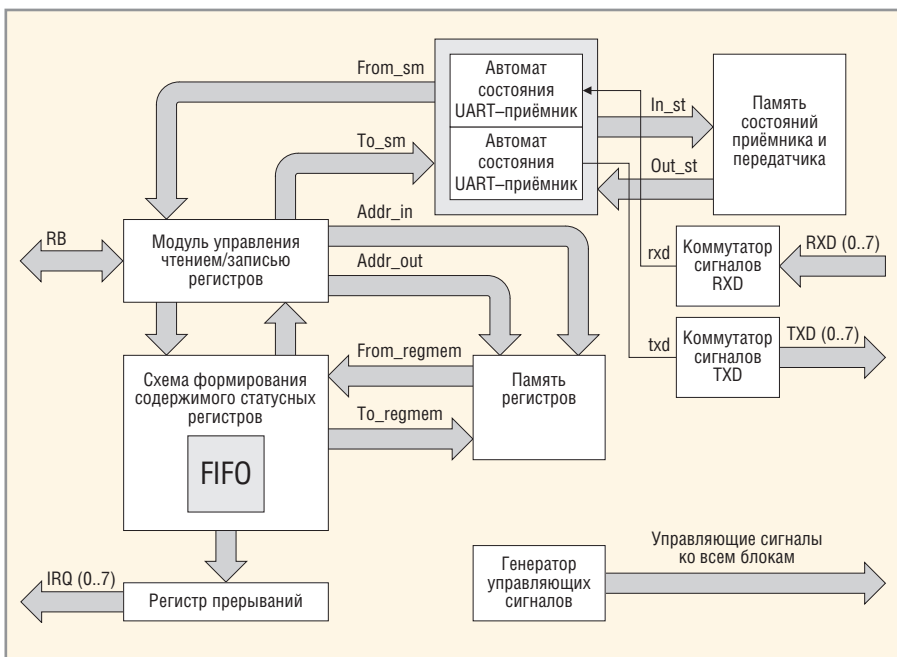 From_sm
Автомат
состояния
UART–приёмник
Автомат
состояния
UART–приёмник
In_st
Out_st
Память
состояний
приёмника и
передатчика
To_sm
Addr_in
Addr_out
RB
Модуль управления
чтением/записью
регистров
rxd
Коммутатор
сигналов
RXD
RXD (0..7)
txd
Коммутатор
сигналов
TXD
TXD (0..7)
From_regmem
To_regmem
Схема формирования
содержимого статусных
регистров
FIFO
Память
регистров
IRQ (0..7)
Регистр прерываний
Генератор
управляющих
сигналов
Управляющие сигналы
ко всем блокам